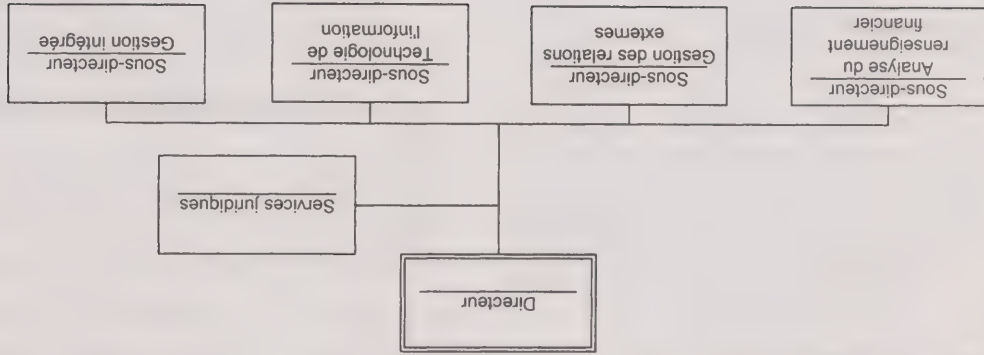 Directeur
Services juridiques
Sous-directeur
Analyse du
renseignement
financier
Sous-directeur
Gestion des relations
externes
Sous-directeur
Technologie de
l'information
Sous-directeur
Gestion intégrée